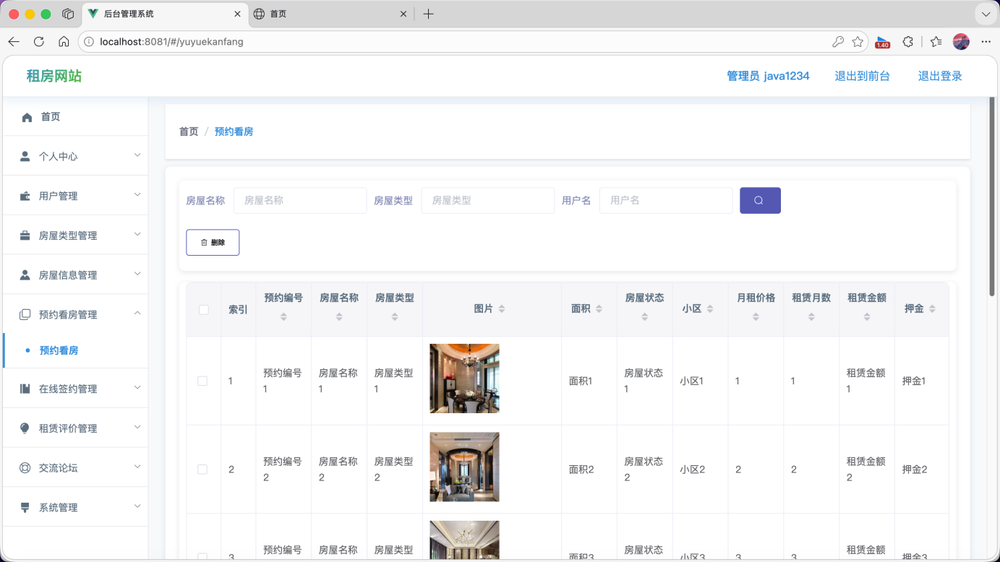 后台管理系统
首页
localhost:8081/#/yuyuekanfang
1.40
租房网站
管理员 java1234
退出到前台
退出登录
首页
个人中心
用户管理
房屋类型管理
房屋信息管理
预约看房管理
预约看房
在线签约管理
租赁评价管理
交流论坛
系统管理
首页 / 预约看房
房屋名称 房屋名称 房屋类型 房屋类型 用户名 用户名
删除
索引 预约编号 房屋名称 房屋类型 图片 面积 房屋状态 小区 月租价格 租赁月数 租赁金额 押金
1 预约编号1 房屋名称1 房屋类型1 面积1 房屋状态1 小区1 1 1 租赁金额1 押金1
2 预约编号2 房屋名称2 房屋类型2 面积2 房屋状态2 小区2 2 2 租赁金额2 押金2
3 预约编号 房屋名称 房屋类型 面积3 房屋状态 小区3 3 3 租赁金额 押金3